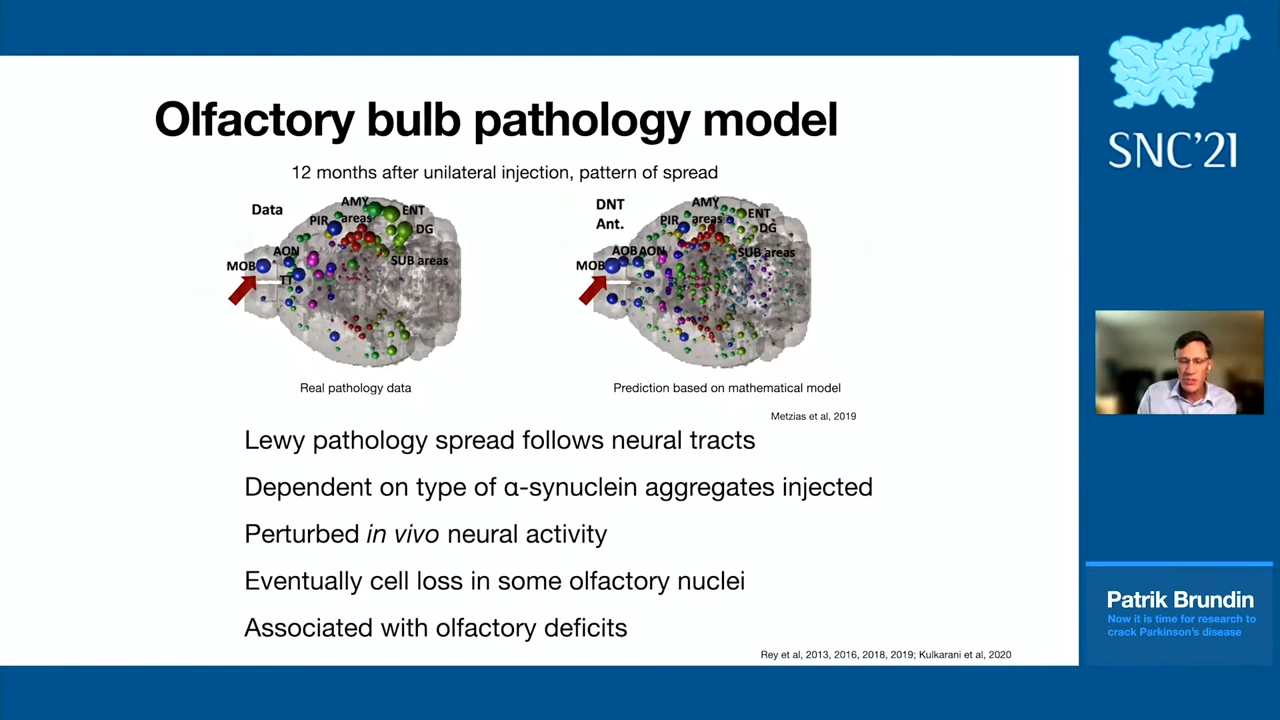 Olfactory bulb pathology model
12 months after unilateral injection, pattern of spread
Data
AMY
areas
ENT
PIR
DG
AON
SUB areas
MOB
TT
DNT
Ant.
AMY
areas
ENT
PIR
DG
AOB
AON
SUB areas
MOB
Real pathology data
Prediction based on mathematical model
Metzias et al, 2019
Lewy pathology spread follows neural tracts
Dependent on type of α-synuclein aggregates injected
Perturbed in vivo neural activity
Eventually cell loss in some olfactory nuclei
Associated with olfactory deficits
Rey et al, 2013, 2016, 2018, 2019; Kulkarani et al, 2020
SNC'21
Patrik Brundin
Now it is time for research to
crack Parkinson's disease